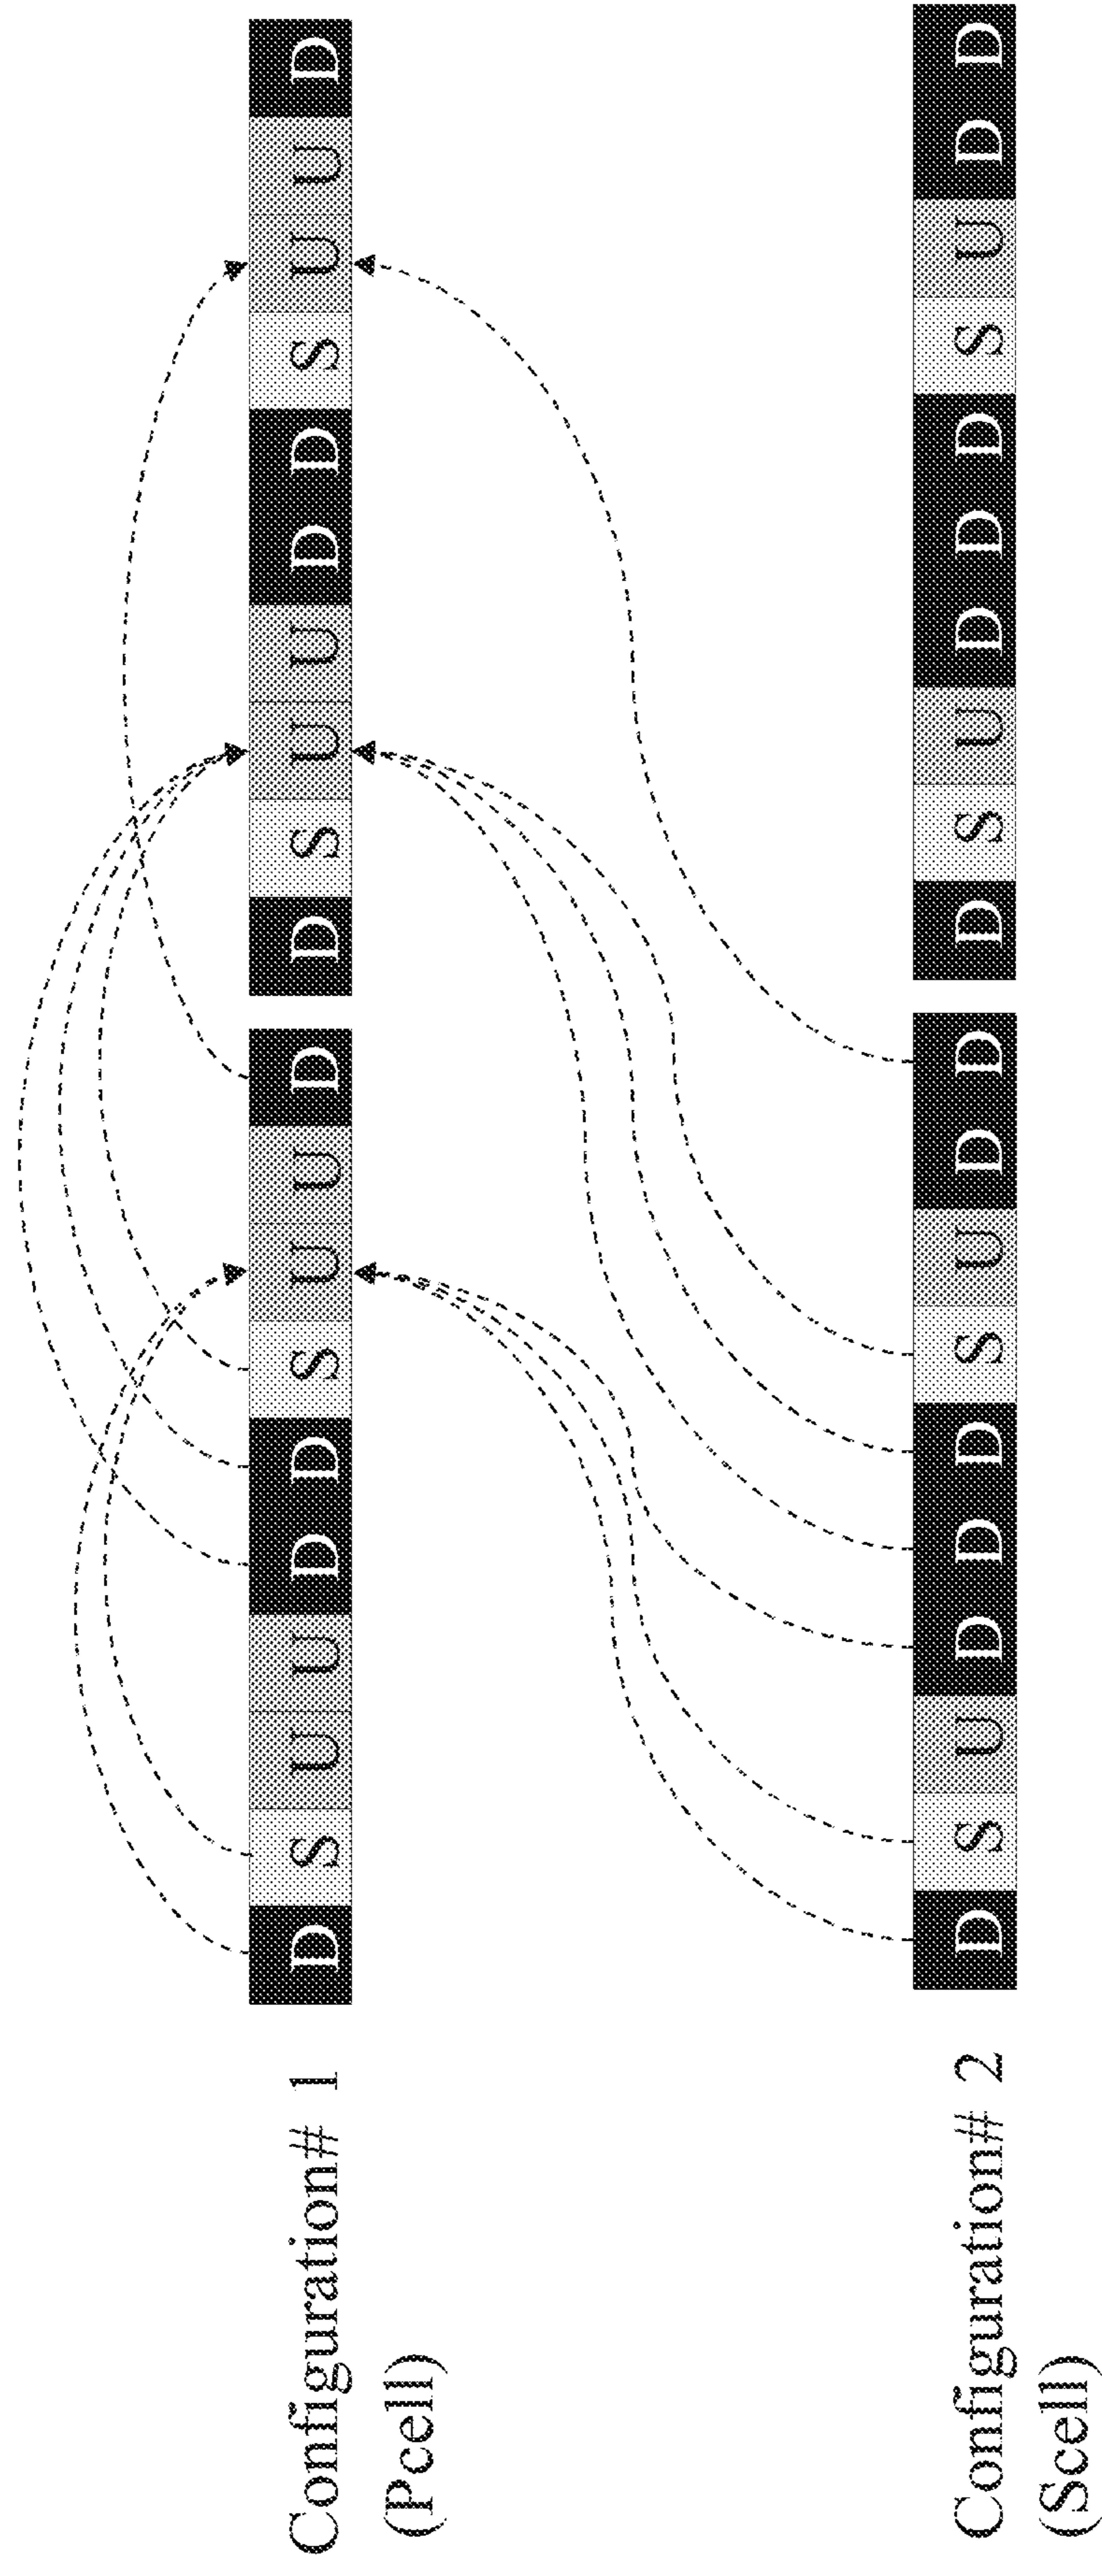 Configuration# 1 D S U U D D S U U D D S U U D D S U U D
(Pcell)
Configuration# 2 D S U D D D S U D D D S U D D D S U D D
(Scell)